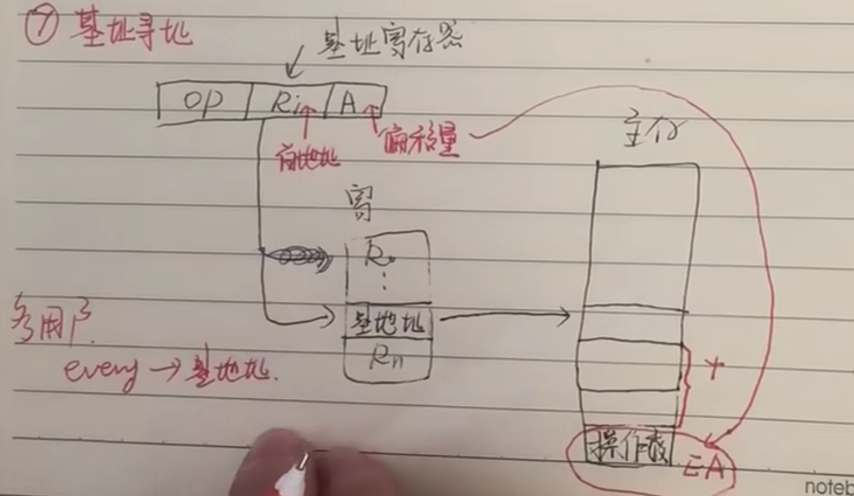 ⑦ 基址寻址
基址寄存器
OP Ri A
有地址
偏移量
主存
寄
R0
⋮
基地址
Rn
多用户
every → 基地址.
+
操作数
EA
noteb